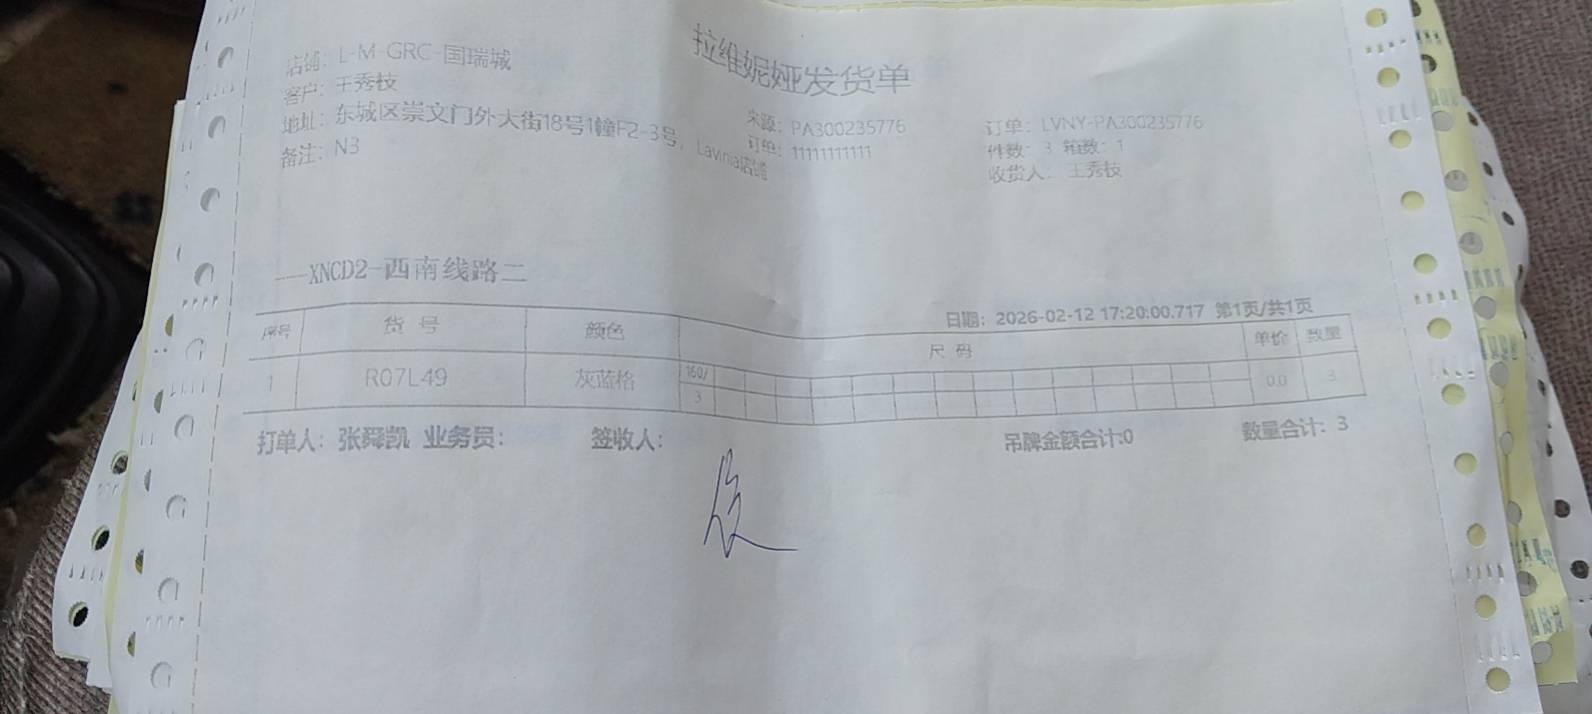 拉维妮娅发货单
店铺: L-M-GRC-国瑞城
客户: 王秀枝
地址: 东城区崇文门外大街18号1幢F2-3号, Lavinia店铺
备注: N3
来源: PA300235776
订单: 11111111111
订单: LVNY-PA300235776
件数: 3 箱数: 1
收货人: 王秀枝
----XNCD2-西南线路二
日期: 2026-02-12 17:20:00.717 第1页/共1页
序号 货号 颜色 尺码 单价 数量
1 R07L49 灰蓝格 160/ 0.0 3
3
打单人: 张舜凯 业务员: 签收人: 吊牌金额合计:0 数量合计: 3